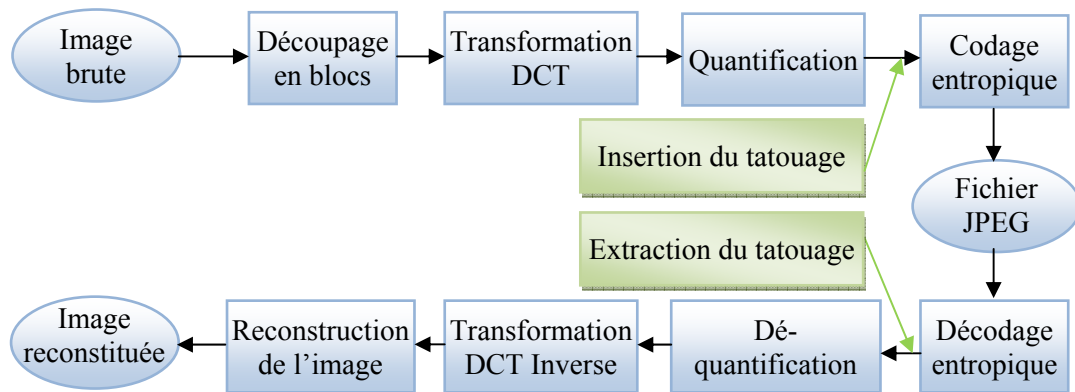 Image
brute
Découpage
en blocs
Transformation
DCT
Quantification
Codage
entropique
Insertion du tatouage
Fichier
JPEG
Extraction du tatouage
Image
reconstituée
Reconstruction
de l’image
Transformation
DCT Inverse
Dé-
quantification
Décodage
entropique